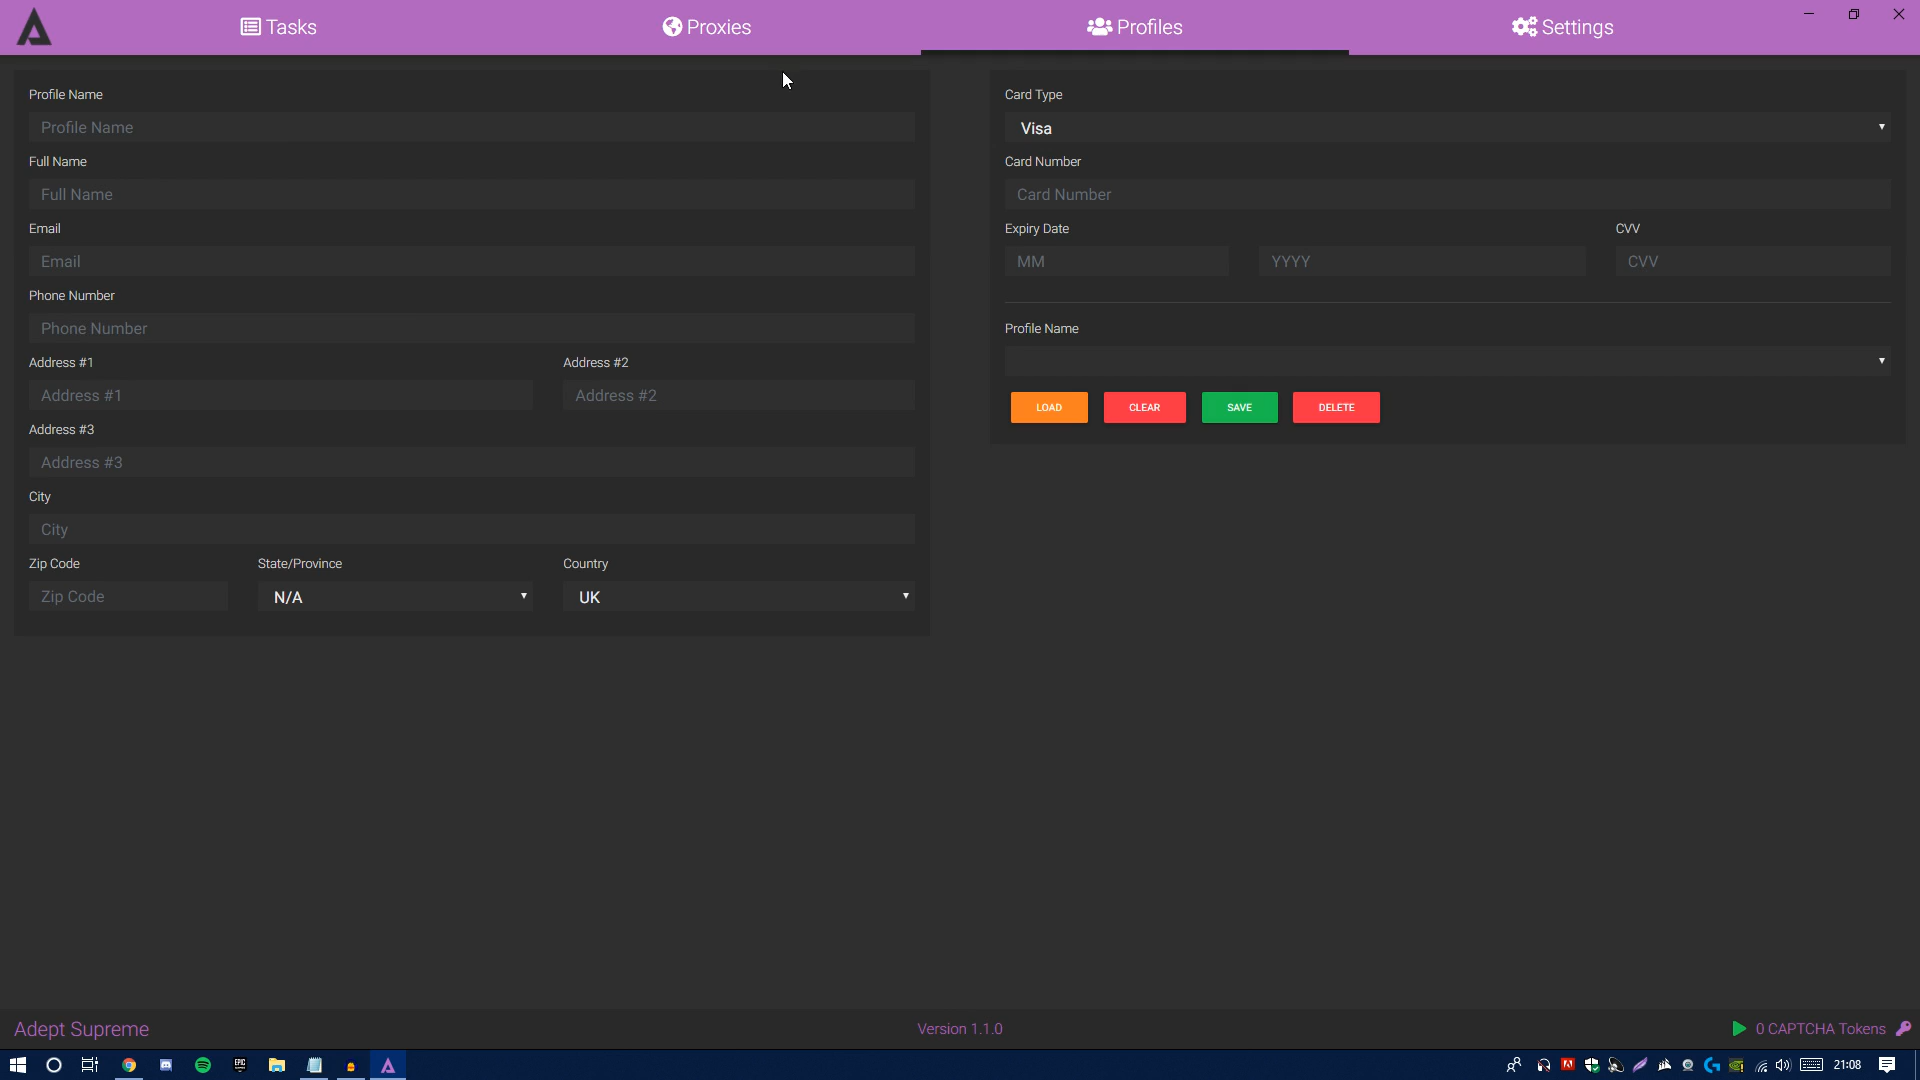 Tasks
Proxies
Profiles
Settings
Profile Name
Profile Name
Full Name
Full Name
Email
Email
Phone Number
Phone Number
Address #1
Address #2
Address #1
Address #2
Address #3
Address #3
City
City
Zip Code
State/Province
Country
Zip Code
N/A
UK
Card Type
Visa
Card Number
Card Number
Expiry Date
CVV
MM
YYYY
CVV
Profile Name
LOAD
CLEAR
SAVE
DELETE
Adept Supreme
Version 1.1.0
0 CAPTCHA Tokens
EPIC
21:08